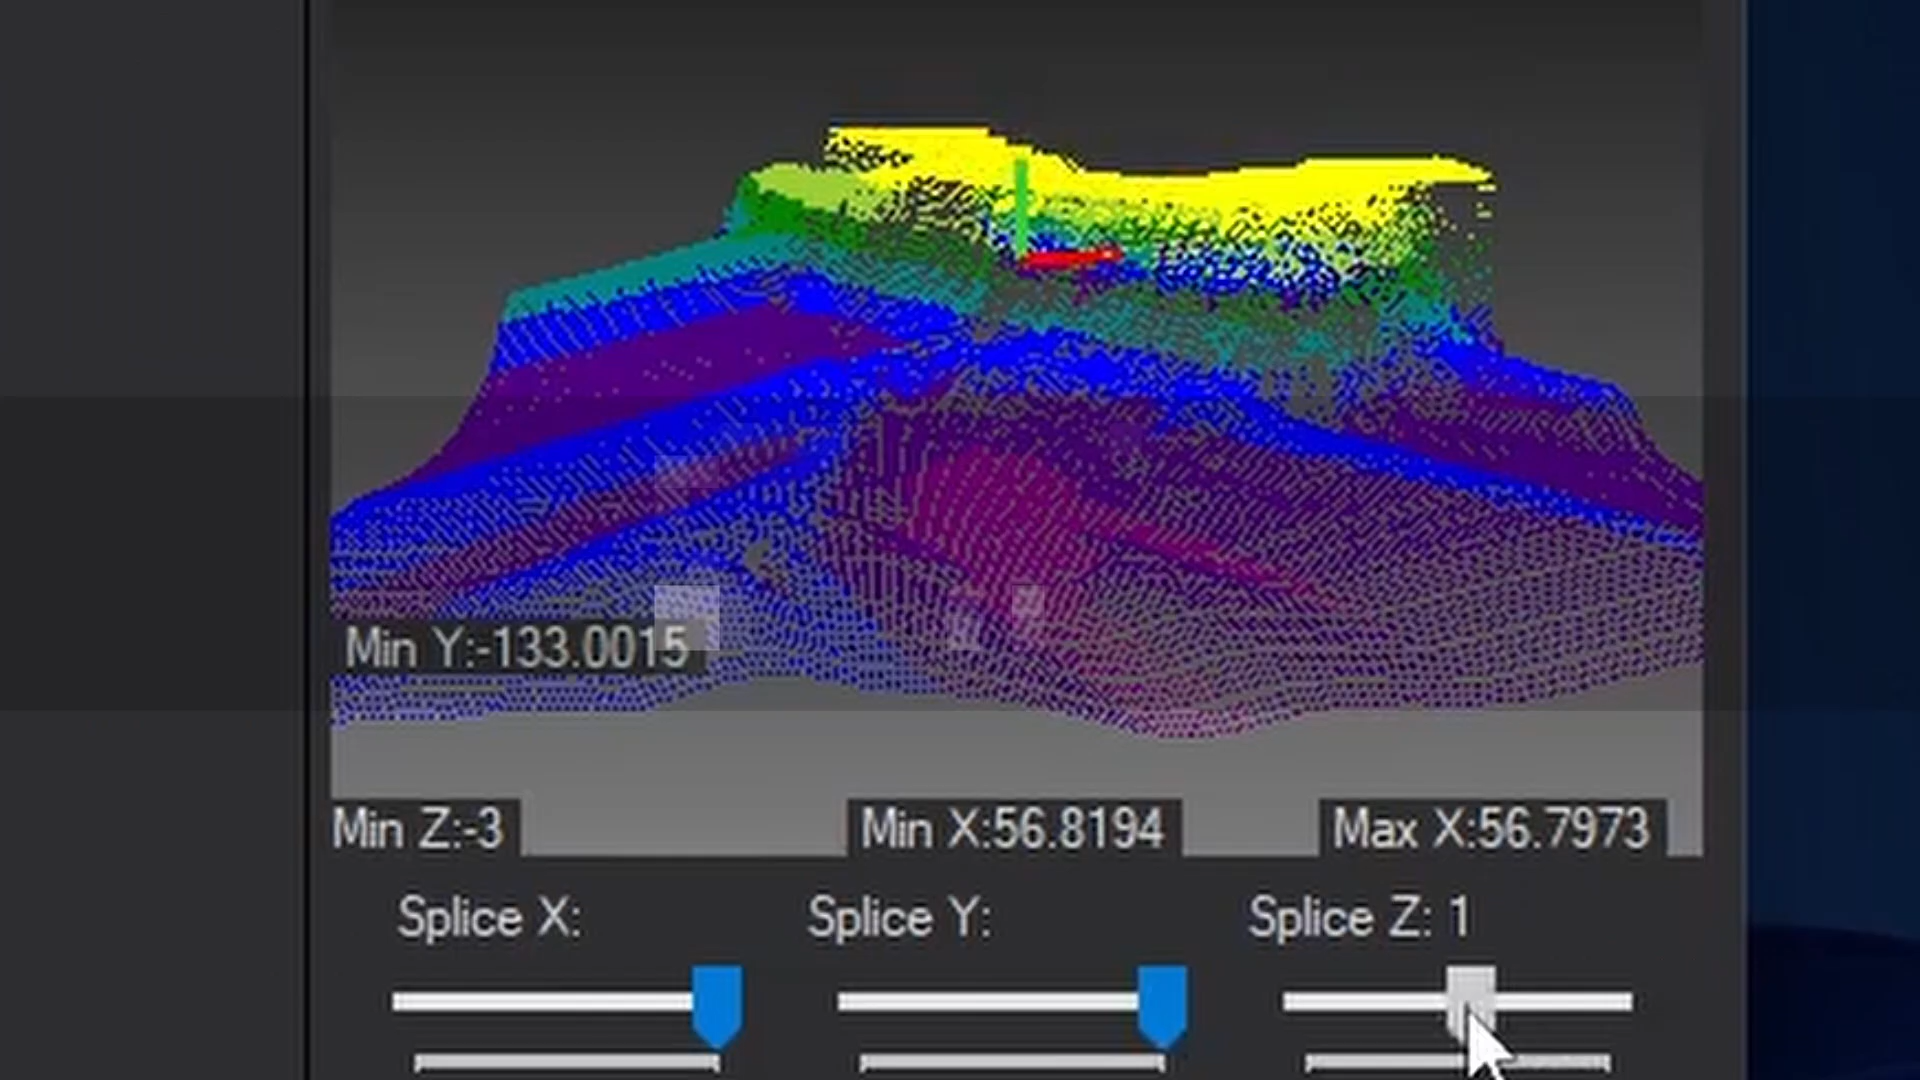 Min Y:-133.0015
Min Z:-3
Min X:56.8194
Max X:56.7973
Splice X:
Splice Y:
Splice Z: 1